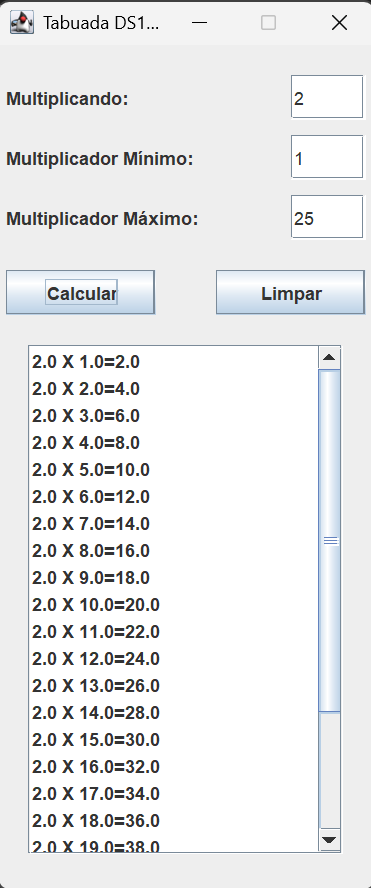 Tabuada DS1...
Multiplicando: 2
Multiplicador Mínimo: 1
Multiplicador Máximo: 25
Calcular Limpar
2.0 X 1.0=2.0
2.0 X 2.0=4.0
2.0 X 3.0=6.0
2.0 X 4.0=8.0
2.0 X 5.0=10.0
2.0 X 6.0=12.0
2.0 X 7.0=14.0
2.0 X 8.0=16.0
2.0 X 9.0=18.0
2.0 X 10.0=20.0
2.0 X 11.0=22.0
2.0 X 12.0=24.0
2.0 X 13.0=26.0
2.0 X 14.0=28.0
2.0 X 15.0=30.0
2.0 X 16.0=32.0
2.0 X 17.0=34.0
2.0 X 18.0=36.0
2.0 X 19.0=38.0